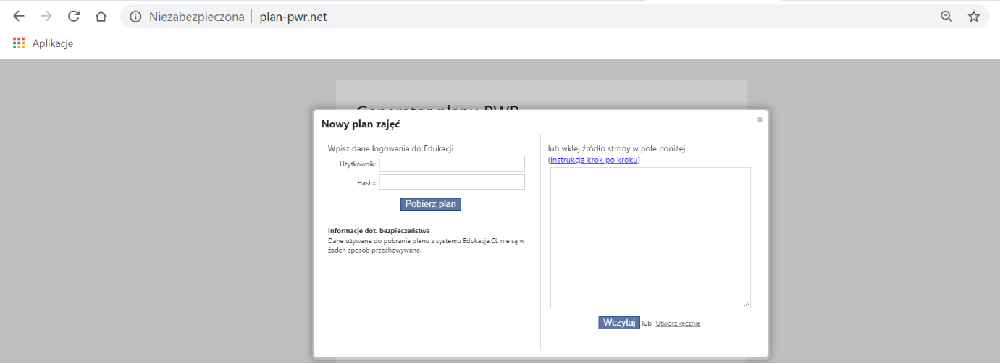 Niezabezpieczona | plan-pwr.net
Aplikacje
Generator planu PWR
Nowy plan zajęć
Wpisz dane logowania do Edukacji
Użytkownik:
Hasło:
Pobierz plan
Informacje dot. bezpieczeństwa
Dane używane do pobrania planu z systemu Edukacja.CL nie są w
żaden sposób przechowywane.
lub wklej źródło strony w pole poniżej
(instrukcja krok po kroku)
Wczytaj lub Utwórz ręcznie